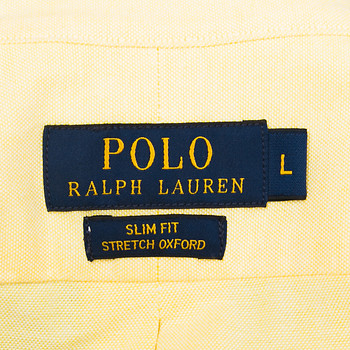 POLO
RALPH LAUREN
L
SLIM FIT
STRETCH OXFORD